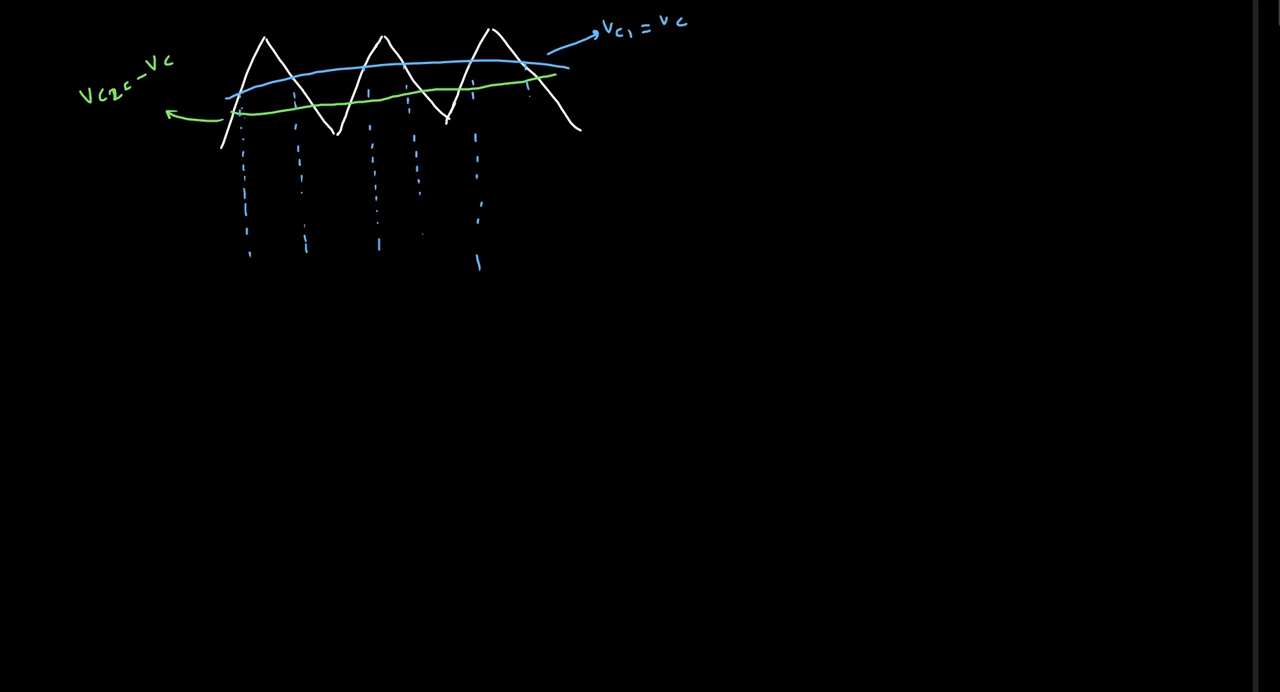 Vc1 = Vc
Vc2 = -Vc